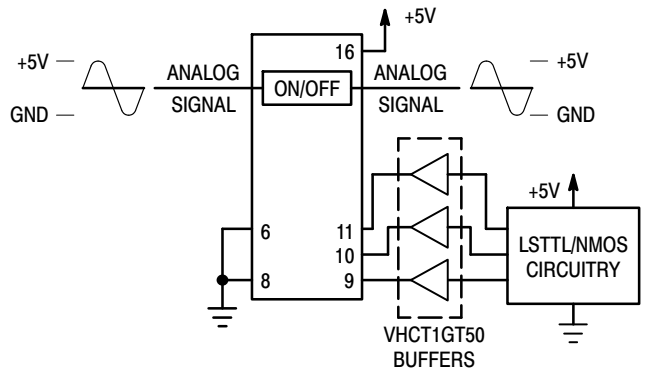 +5V
16
+5V
GND
ANALOG
SIGNAL
ON/OFF
ANALOG
SIGNAL
+5V
GND
6
8
11
10
9
+5V
LSTTL/NMOS
CIRCUITRY
VHCT1GT50
BUFFERS